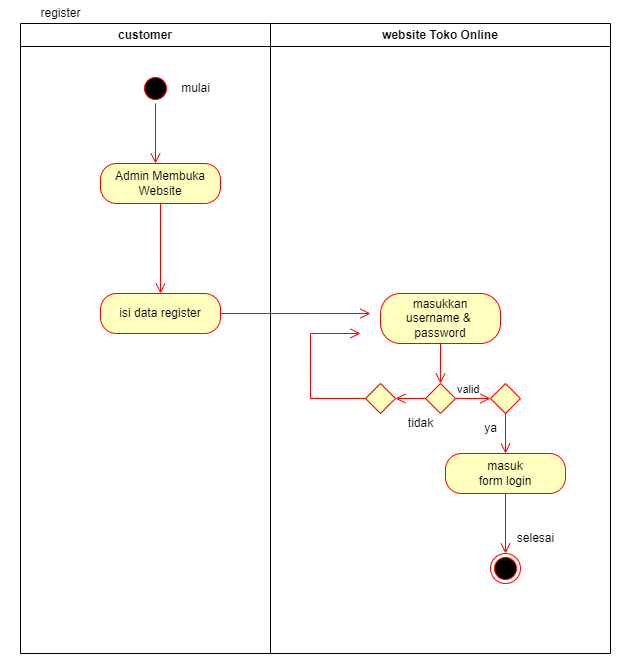 register
customer
website Toko Online
mulai
Admin Membuka
Website
isi data register
masukkan
username &
password
valid
tidak
ya
masuk
form login
selesai